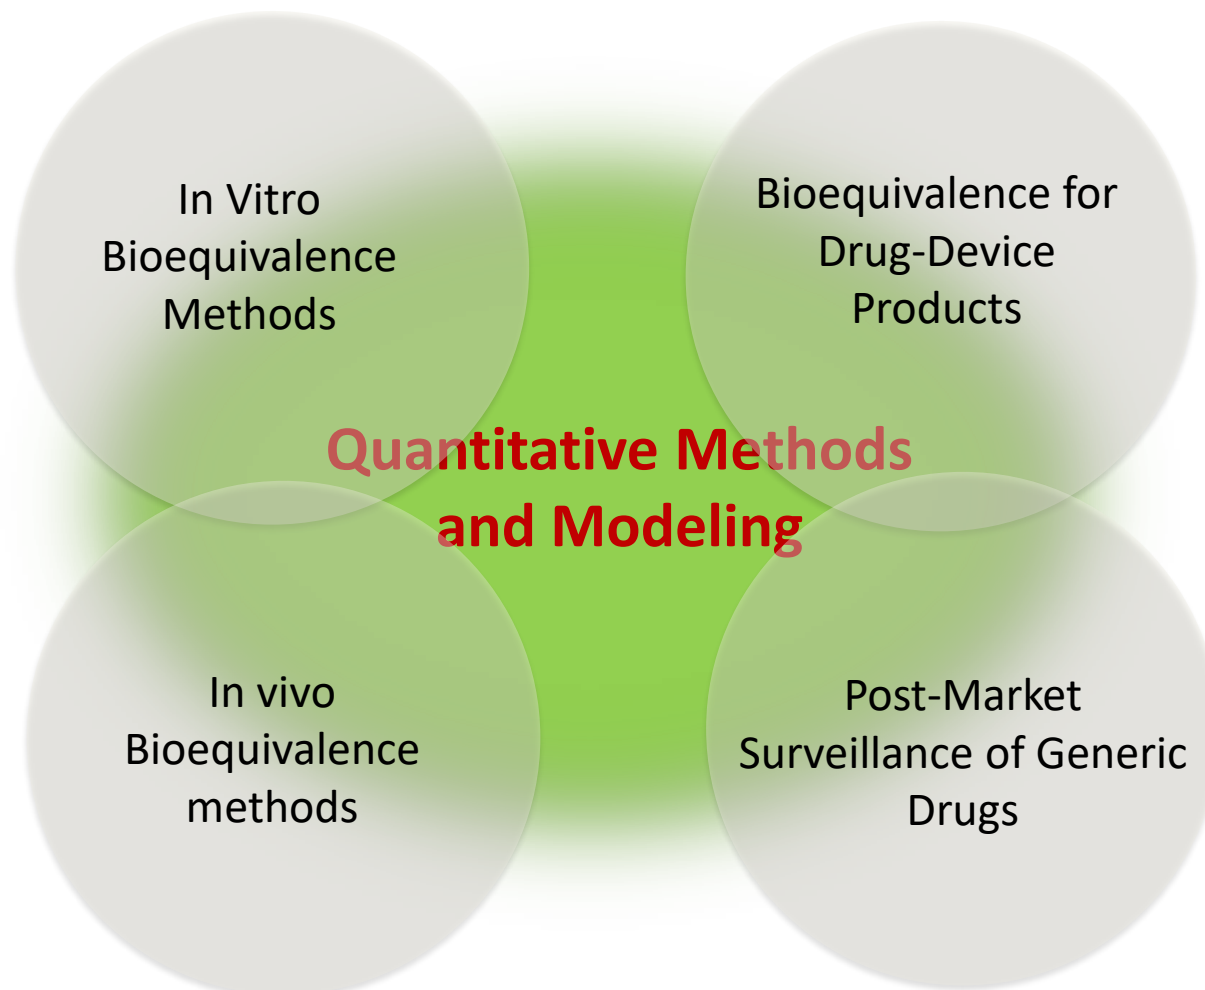 In Vitro
Bioequivalence
Methods
Bioequivalence for
Drug-Device
Products
Quantitative Methods
and Modeling
In vivo
Bioequivalence
methods
Post-Market
Surveillance of Generic
Drugs